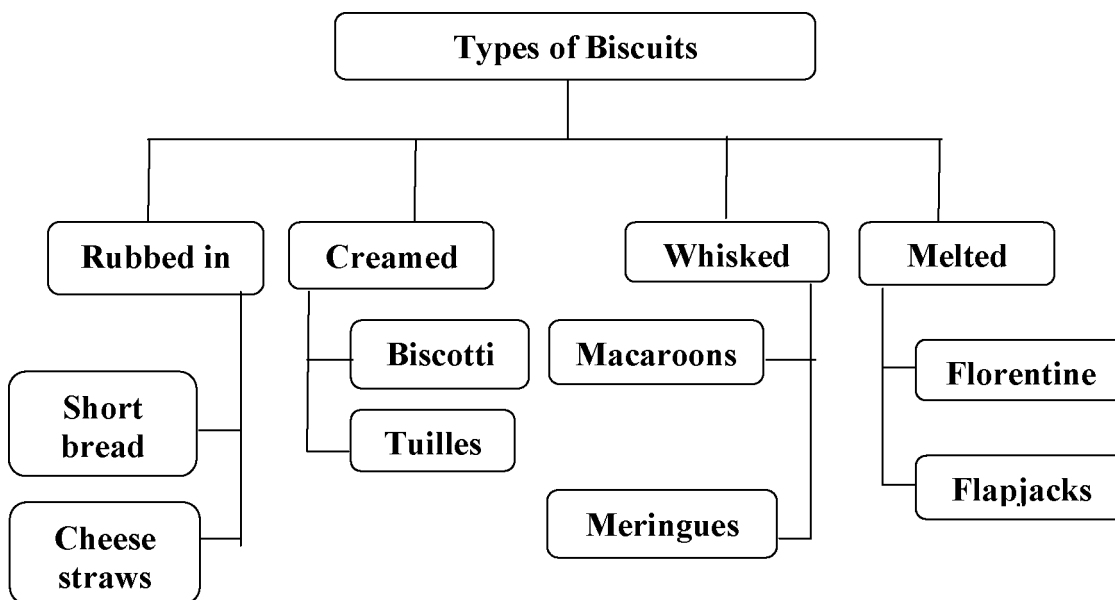 Types of Biscuits
Rubbed in
Creamed
Whisked
Melted
Biscotti
Macaroons
Florentine
Short
bread
Tuilles
Flapjacks
Cheese
straws
Meringues